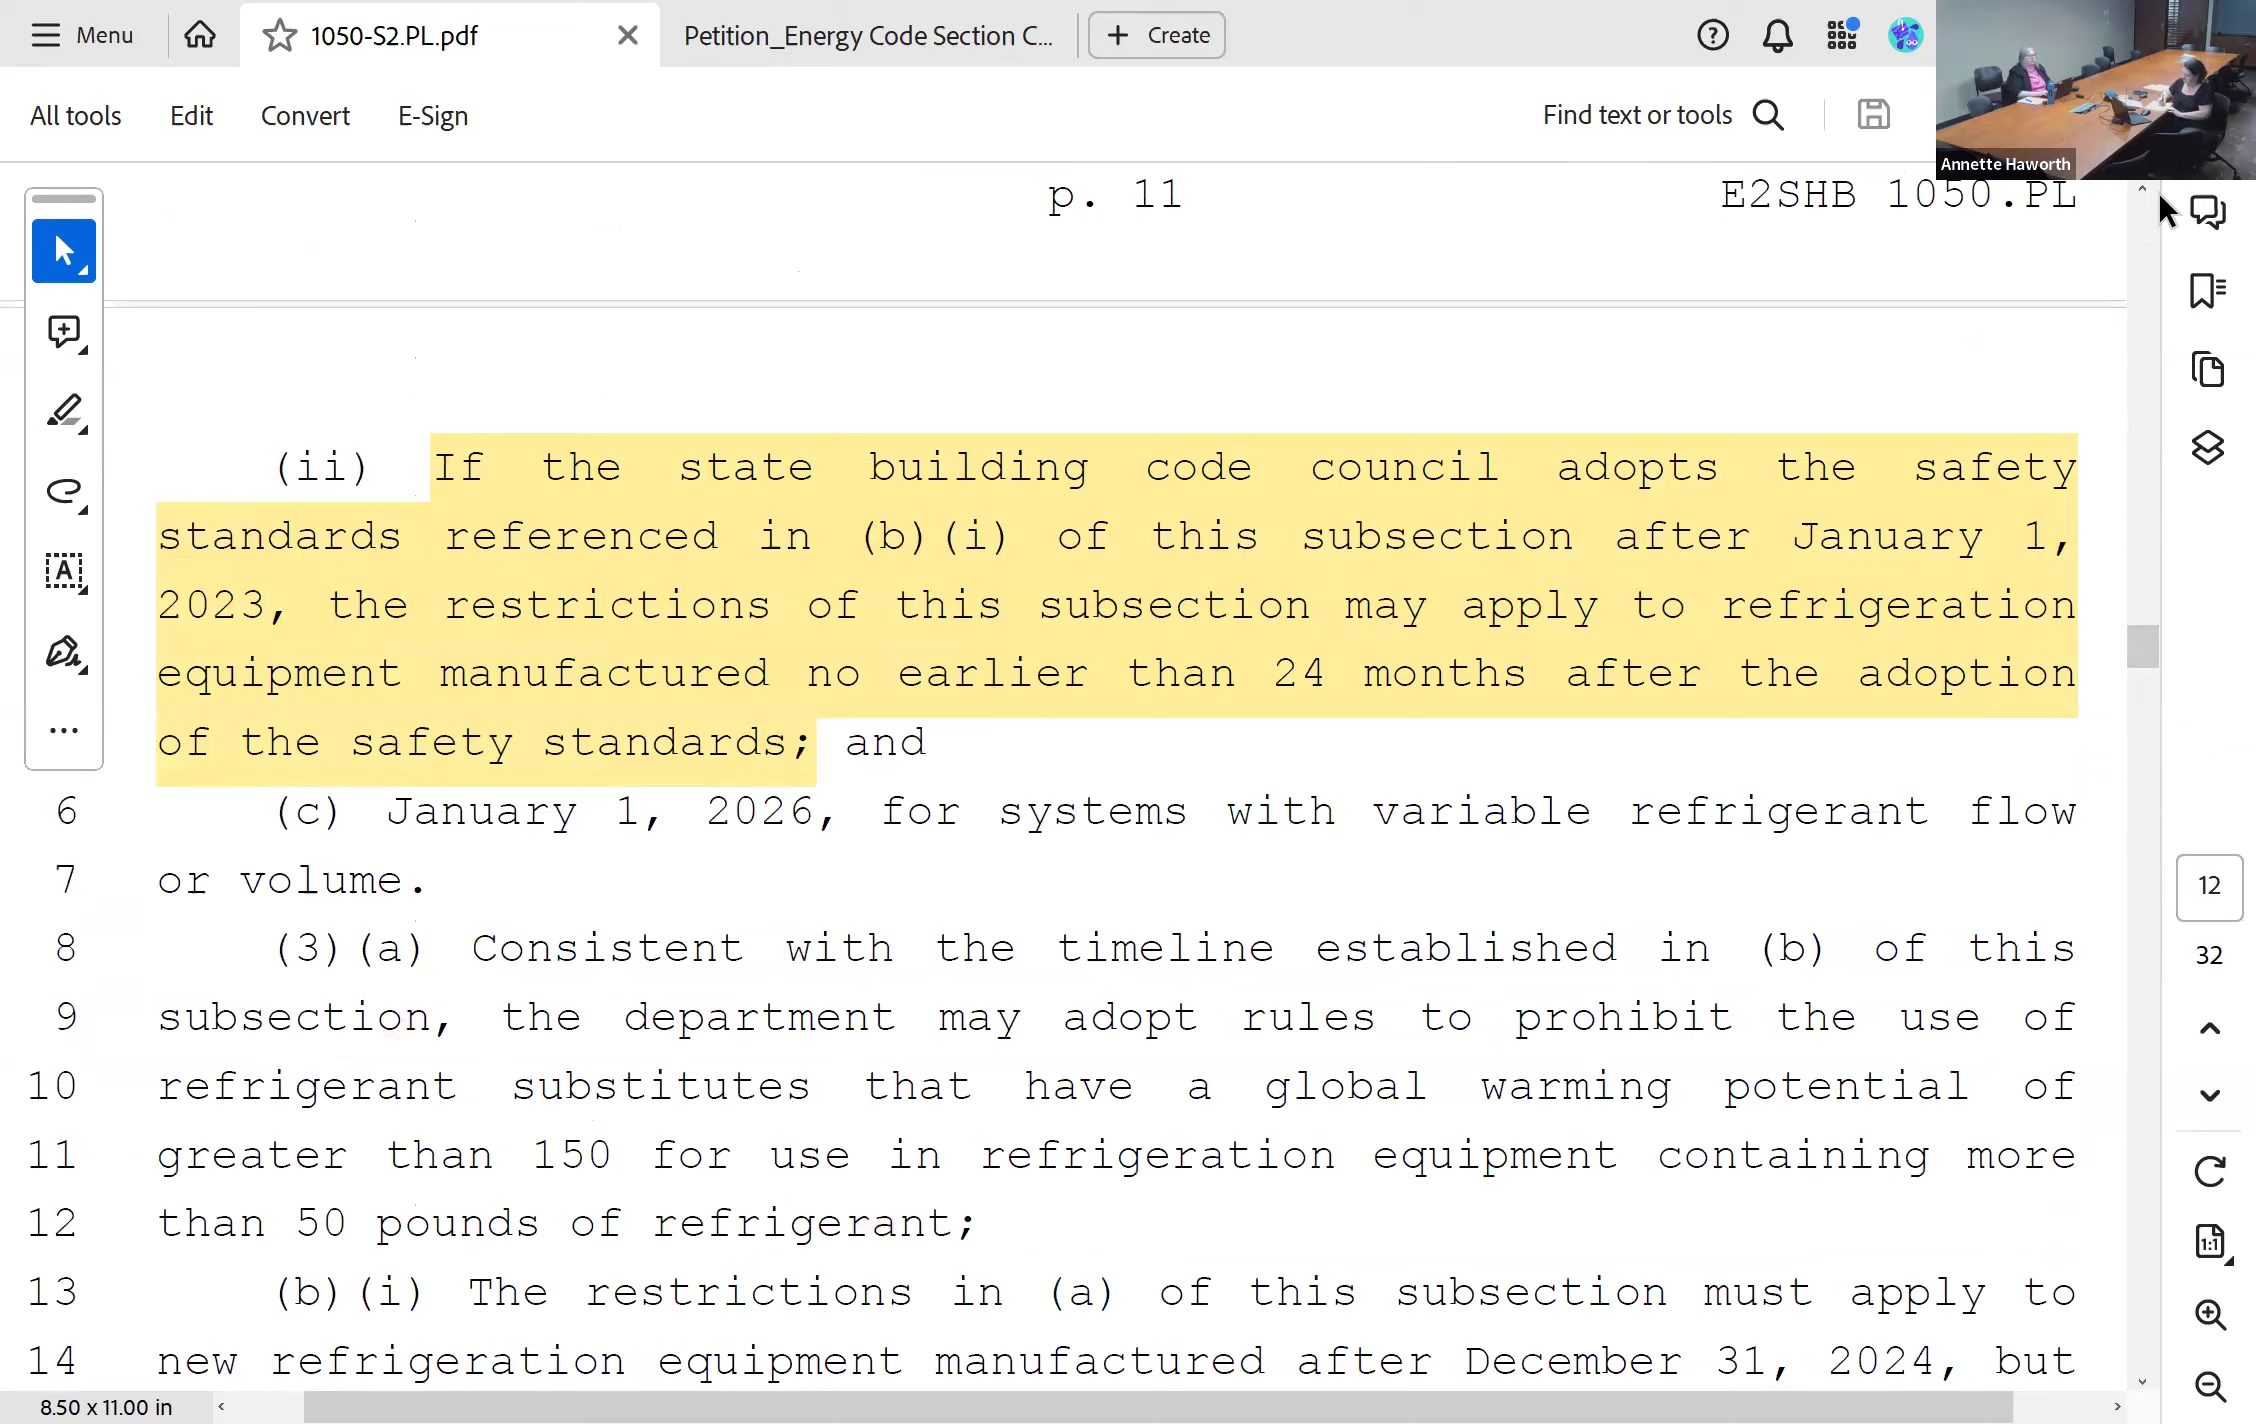 Menu
1050-S2.PL.pdf
Petition_Energy Code Section C...
+ Create
All tools
Edit
Convert
E-Sign
Find text or tools
Annette Haworth
p. 11
E2SHB 1050.PL
(ii) If the state building code council adopts the safety
standards referenced in (b)(i) of this subsection after January 1,
2023, the restrictions of this subsection may apply to refrigeration
equipment manufactured no earlier than 24 months after the adoption
of the safety standards; and
6 (c) January 1, 2026, for systems with variable refrigerant flow
7 or volume.
8 (3)(a) Consistent with the timeline established in (b) of this
9 subsection, the department may adopt rules to prohibit the use of
10 refrigerant substitutes that have a global warming potential of
11 greater than 150 for use in refrigeration equipment containing more
12 than 50 pounds of refrigerant;
13 (b)(i) The restrictions in (a) of this subsection must apply to
14 new refrigeration equipment manufactured after December 31, 2024, but
12
32
1:1
8.50 x 11.00 in